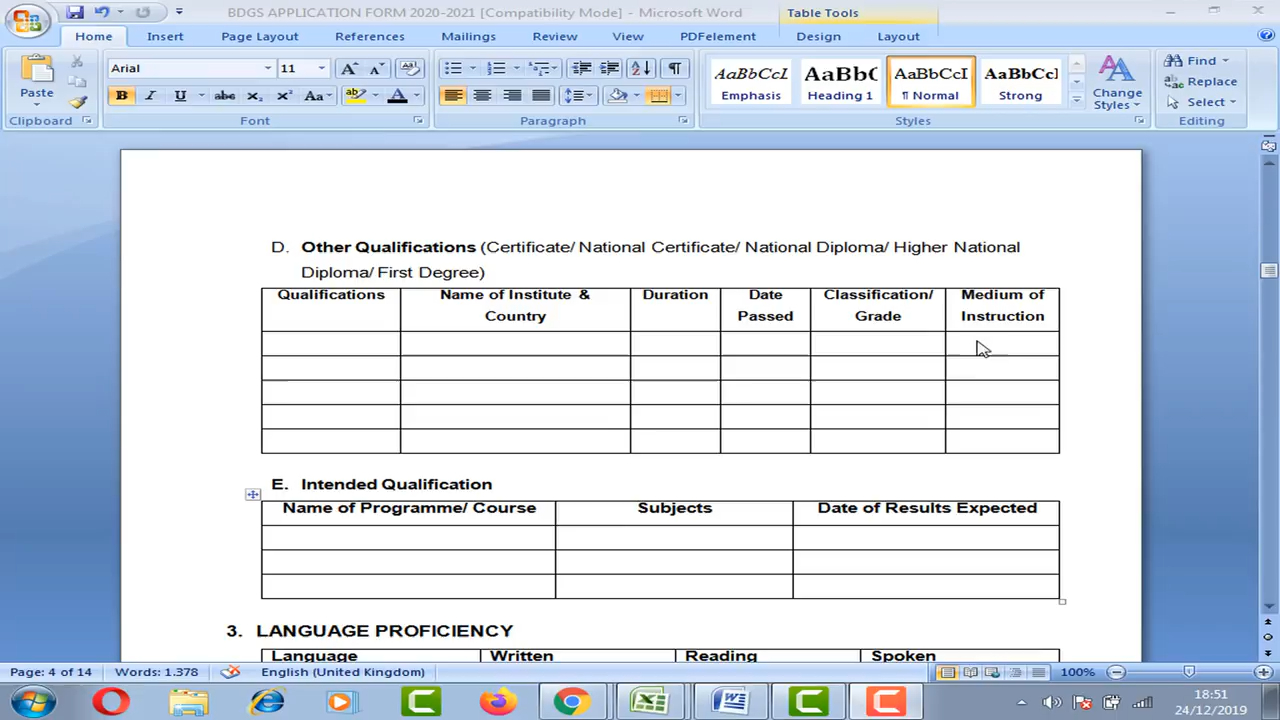 BDGS APPLICATION FORM 2020-2021 [Compatibility Mode] - Microsoft Word
Table Tools
Home Insert Page Layout References Mailings Review View PDFelement Design Layout
Paste
Clipboard
Arial 11
Font
Paragraph
AaBbCcI AaBbC AaBbCcI AaBbCcl
Emphasis Heading 1 ¶ Normal Strong
Change Styles
Styles
Find
Replace
Select
Editing
D. Other Qualifications (Certificate/ National Certificate/ National Diploma/ Higher National
Diploma/ First Degree)
Qualifications Name of Institute & Duration Date Classification/ Medium of
Country Passed Grade Instruction
E. Intended Qualification
Name of Programme/ Course Subjects Date of Results Expected
3. LANGUAGE PROFICIENCY
Language Written Reading Spoken
Page: 4 of 14 Words: 1.378 English (United Kingdom) 100%
18:51
24/12/2019